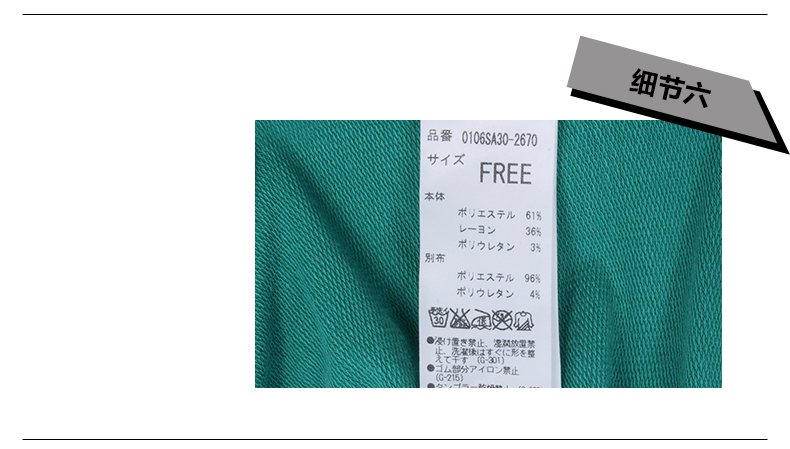 细节六
品番 0106SA30-2670
サイズ FREE
本体
ポリエステル 61%
レーヨン 36%
ポリウレタン 3%
別布
ポリエステル 96%
ポリウレタン 4%
30
●浸け置き禁止、湿潤放置禁
止、洗濯後はすぐに形を整
えて干す (G-301)
●ゴム部分アイロン禁止
(G-215)